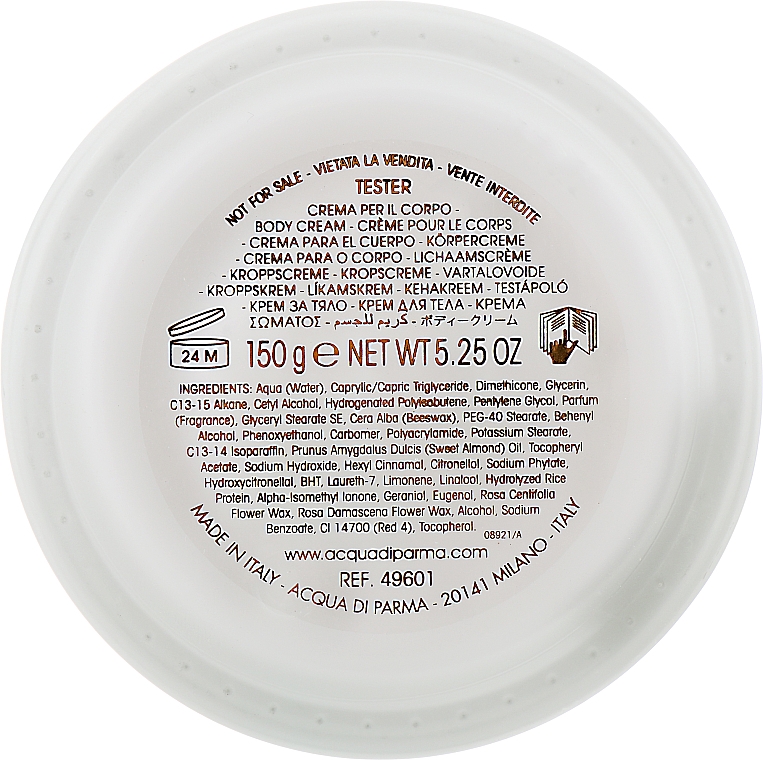 NOT FOR SALE - VIETATA LA VENDITA - VENTE INTERDITE
TESTER
CREMA PER IL CORPO -
BODY CREAM - CRÈME POUR LE CORPS
- CREMA PARA EL CUERPO - KÖRPERCREME
- CREMA PARA O CORPO - LICHAAMSCRÈME
- KROPPSCREME - KROPSCREME - VARTALOVOIDE
- KROPPSKREM - LÍKAMSKREM - KEHAKREEM - TESTÁPOLÓ
- КРЕМ ЗА ТЯЛО - КРЕМ ДЛЯ ТЕЛА - ΚΡΕΜΑ
ΣΩΜΑΤΟΣ - كريم للجسم - ボディークリーム
24 M 150 g ℮ NET WT 5.25 OZ
INGREDIENTS: Aqua (Water), Caprylic/Capric Triglyceride, Dimethicone, Glycerin,
C13-15 Alkane, Cetyl Alcohol, Hydrogenated Polyisobutene, Pentylene Glycol, Parfum
(Fragrance), Glyceryl Stearate SE, Cera Alba (Beeswax), PEG-40 Stearate, Behenyl
Alcohol, Phenoxyethanol, Carbomer, Polyacrylamide, Potassium Stearate,
C13-14 Isoparaffin, Prunus Amygdalus Dulcis (Sweet Almond) Oil, Tocopheryl
Acetate, Sodium Hydroxide, Hexyl Cinnamal, Citronellol, Sodium Phytate,
Hydroxycitronellal, BHT, Laureth-7, Limonene, Linalool, Hydrolyzed Rice
Protein, Alpha-Isomethyl Ionone, Geraniol, Eugenol, Rosa Centifolia
Flower Wax, Rosa Damascena Flower Wax, Alcohol, Sodium
Benzoate, CI 14700 (Red 4), Tocopherol.
08921/A
www.acquadiparma.com
REF. 49601
MADE IN ITALY - ACQUA DI PARMA - 20141 MILANO - ITALY